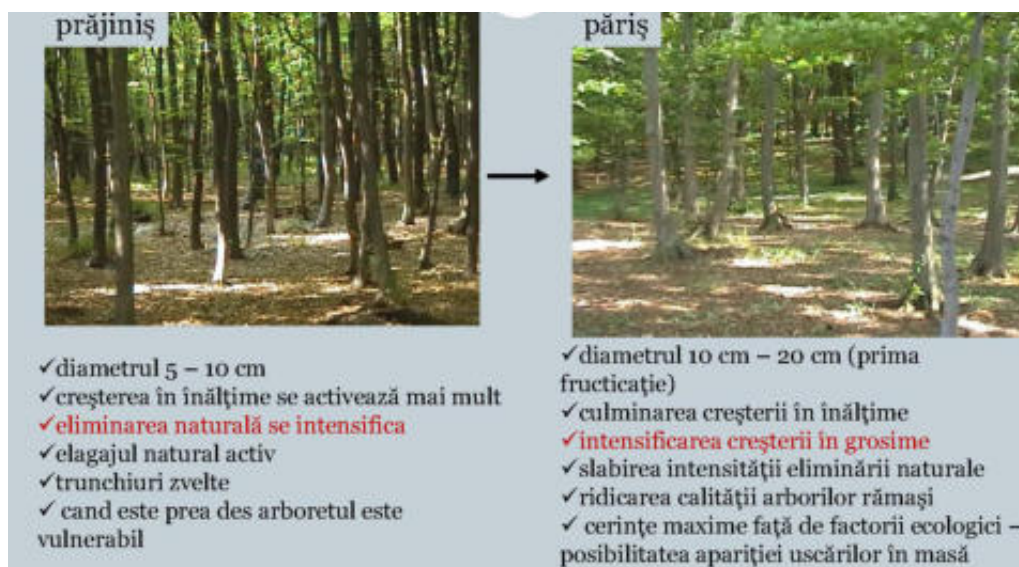 prăjiniş
păriş
✓diametrul 5 – 10 cm
✓creşterea în înălţime se activează mai mult
✓eliminarea naturală se intensifica
✓elagajul natural activ
✓trunchiuri zvelte
✓ cand este prea des arboretul este
vulnerabil
✓diametrul 10 cm – 20 cm (prima
fructicaţie)
✓culminarea creşterii în înălţime
✓intensificarea creşterii în grosime
✓slabirea intensităţii eliminării naturale
✓ridicarea calităţii arborilor rămaşi
✓ cerinţe maxime faţă de factorii ecologici –
posibilitatea apariţiei uscărilor în masă